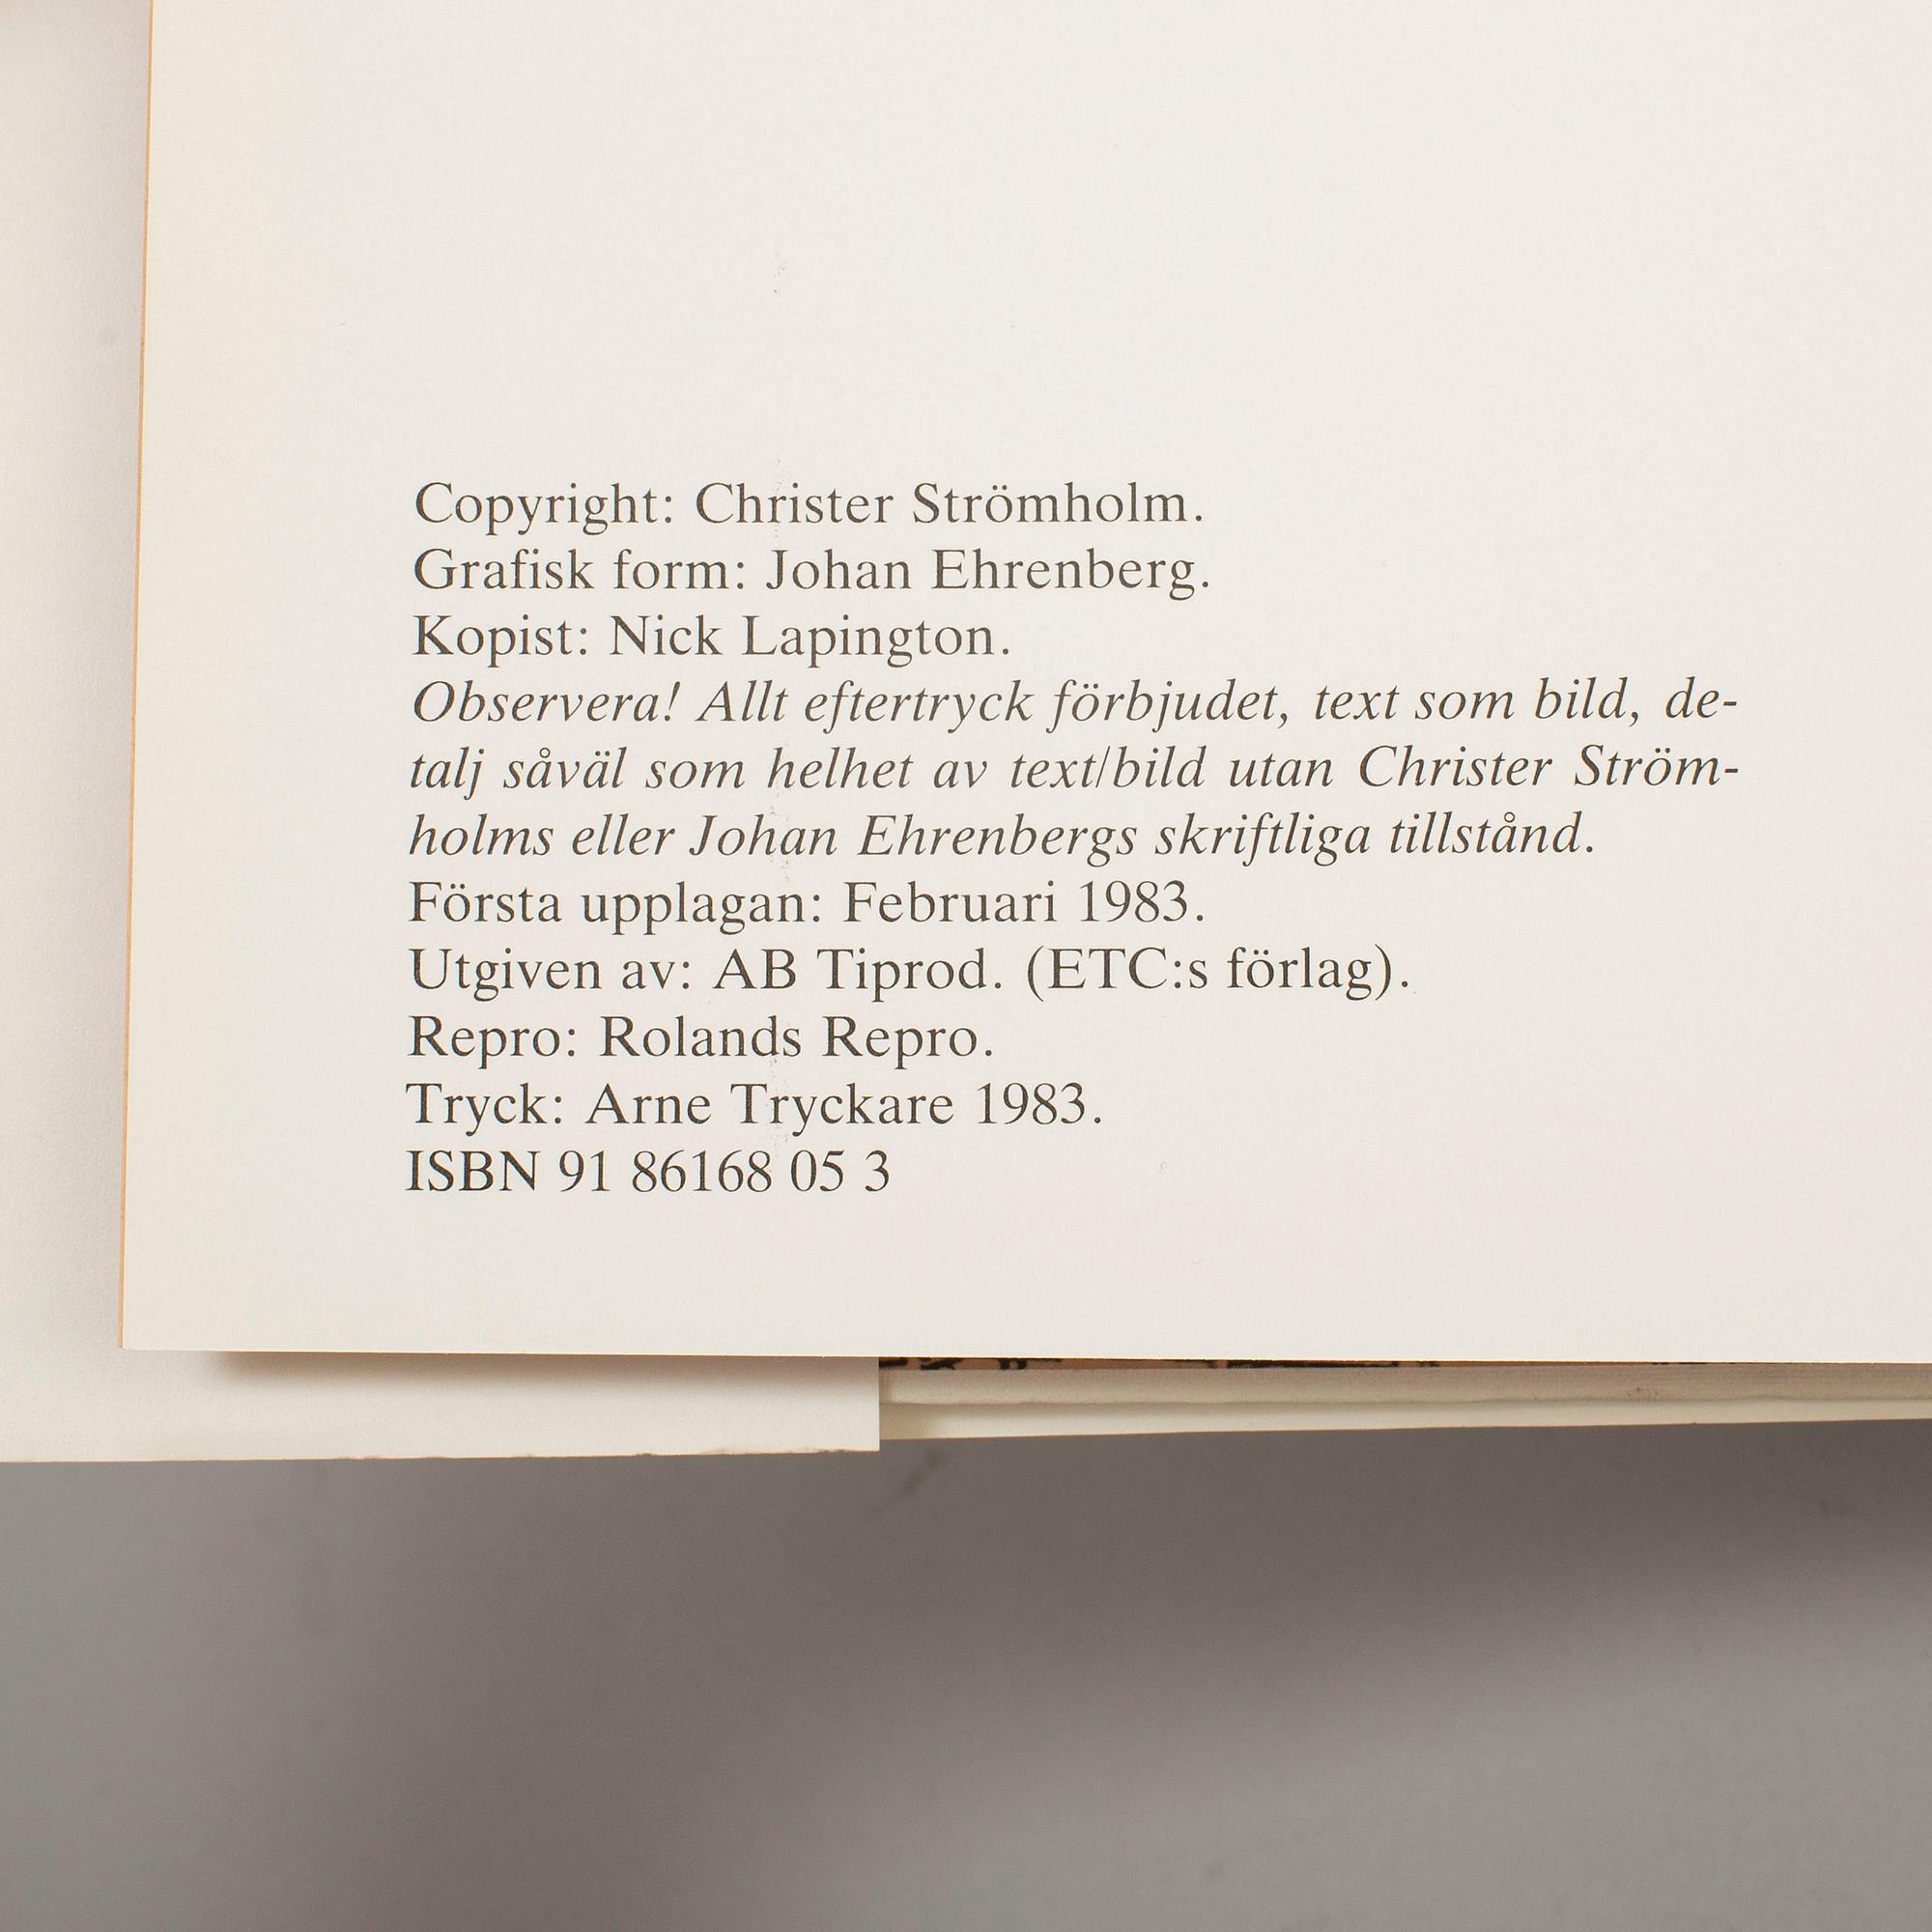 Copyright: Christer Strömholm.
Grafisk form: Johan Ehrenberg.
Kopist: Nick Lapington.
Observera! Allt eftertryck förbjudet, text som bild, de-
talj såväl som helhet av text/bild utan Christer Ström-
holms eller Johan Ehrenbergs skriftliga tillstånd.
Första upplagan: Februari 1983.
Utgiven av: AB Tiprod. (ETC:s förlag).
Repro: Rolands Repro.
Tryck: Arne Tryckare 1983.
ISBN 91 86168 05 3